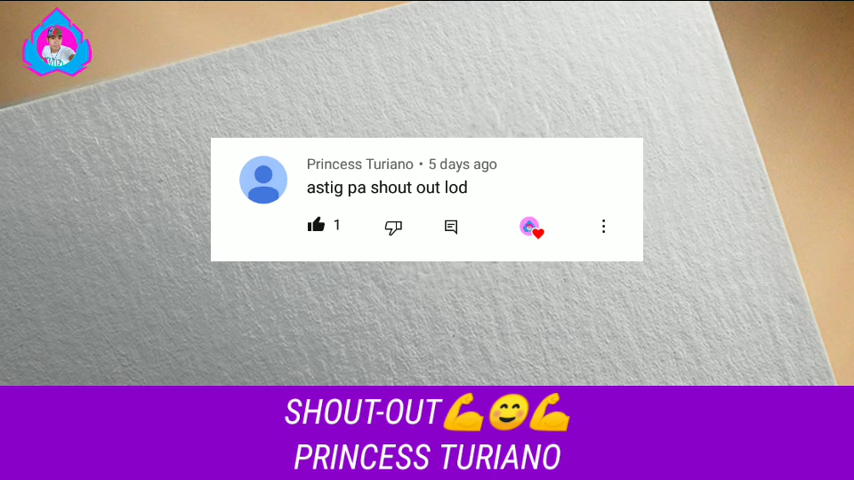 Princess Turiano • 5 days ago
astig pa shout out lod
1
SHOUT-OUT💪😊💪
PRINCESS TURIANO